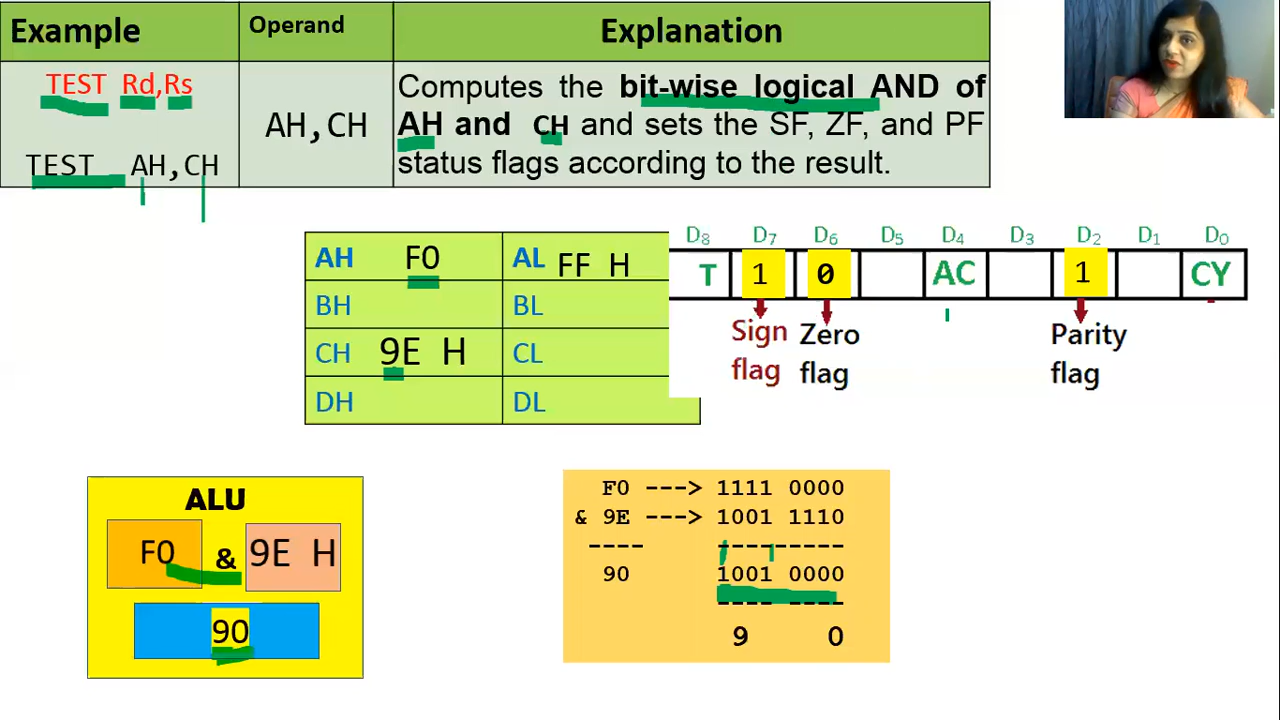 Example Operand Explanation
TEST Rd,Rs
TEST AH,CH
AH,CH
Computes the bit-wise logical AND of
AH and CH and sets the SF, ZF, and PF
status flags according to the result.
D8 D7 D6 D5 D4 D3 D2 D1 D0
T 1 0 AC 1 CY
Sign flag
Zero flag
Parity flag
AH F0 AL FF H
BH BL
CH 9E H CL
DH DL
ALU
F0 & 9E H
90
F0 ---> 1111 0000
& 9E ---> 1001 1110
---- ---------
90 1001 0000
---- ----
9 0